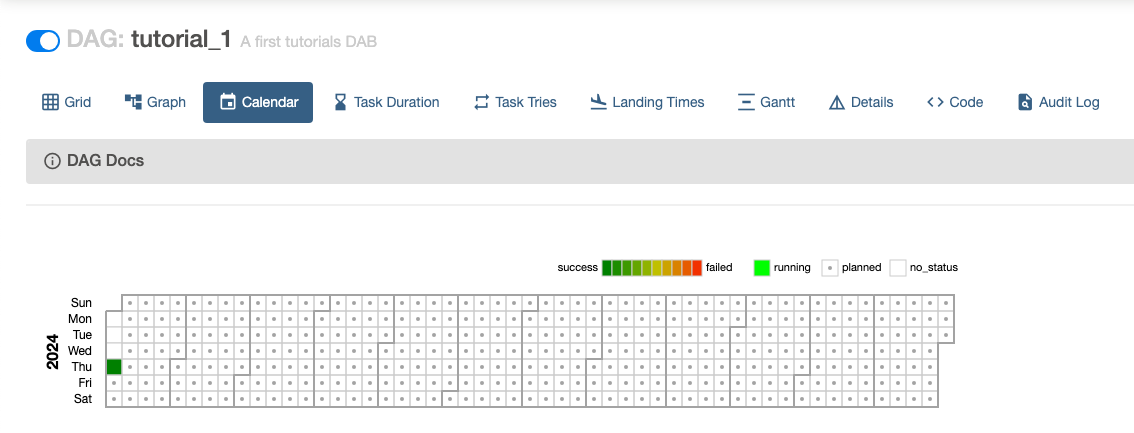 DAG: tutorial_1 A first tutorials DAB
Grid Graph Calendar Task Duration Task Tries Landing Times Gantt Details Code Audit Log
DAG Docs
success failed running planned no_status
2024
Sun
Mon
Tue
Wed
Thu
Fri
Sat